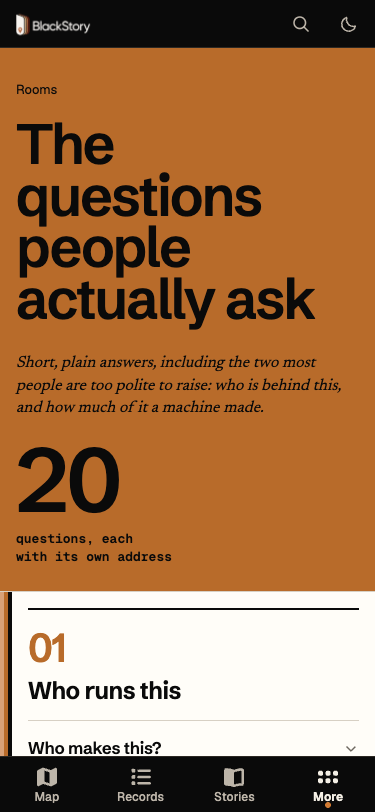 BlackStory
Rooms
The
questions
people
actually ask
Short, plain answers, including the two most
people are too polite to raise: who is behind this,
and how much of it a machine made.
20
questions, each
with its own address
01
Who runs this
Who makes this?
Map
Records
Stories
More